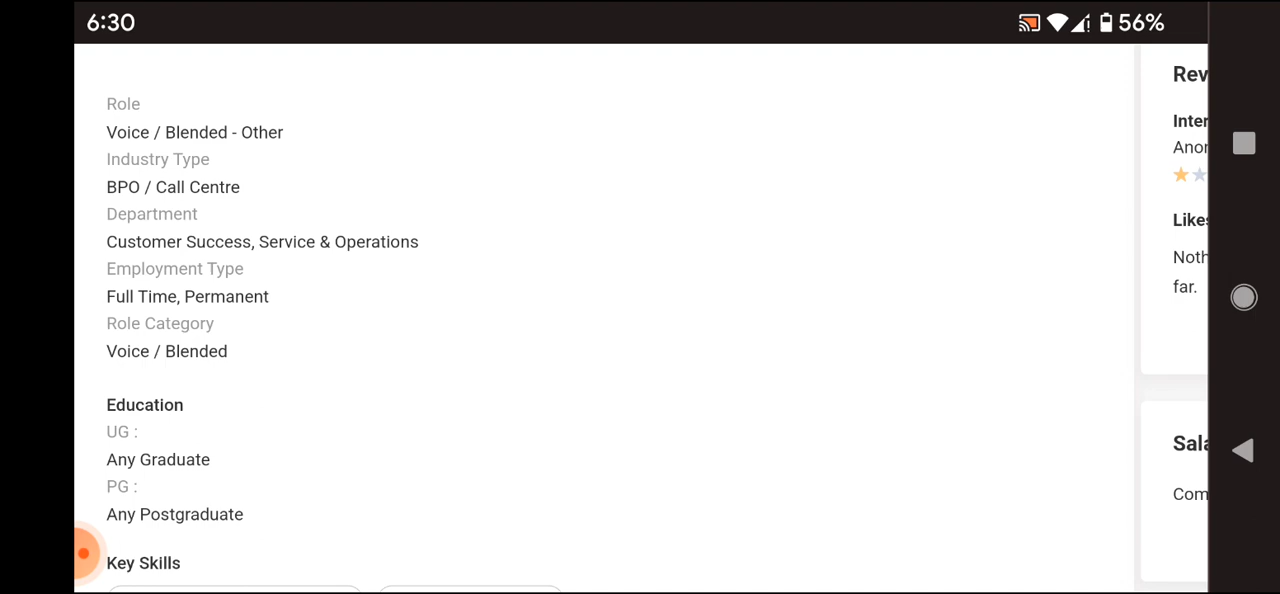 6:30
56%
Role
Voice / Blended - Other
Industry Type
BPO / Call Centre
Department
Customer Success, Service & Operations
Employment Type
Full Time, Permanent
Role Category
Voice / Blended
Education
UG :
Any Graduate
PG :
Any Postgraduate
Key Skills
Rev
Inter
Anor
Likes
Noth
far.
Sala
Com